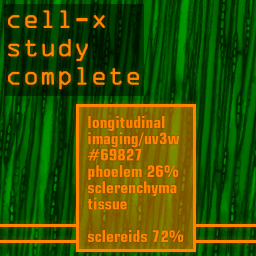 cell-x
study
complete
longitudinal
imaging/uv3w
#69827
phoelem 26%
sclerenchyma
tissue
sclereids 72%